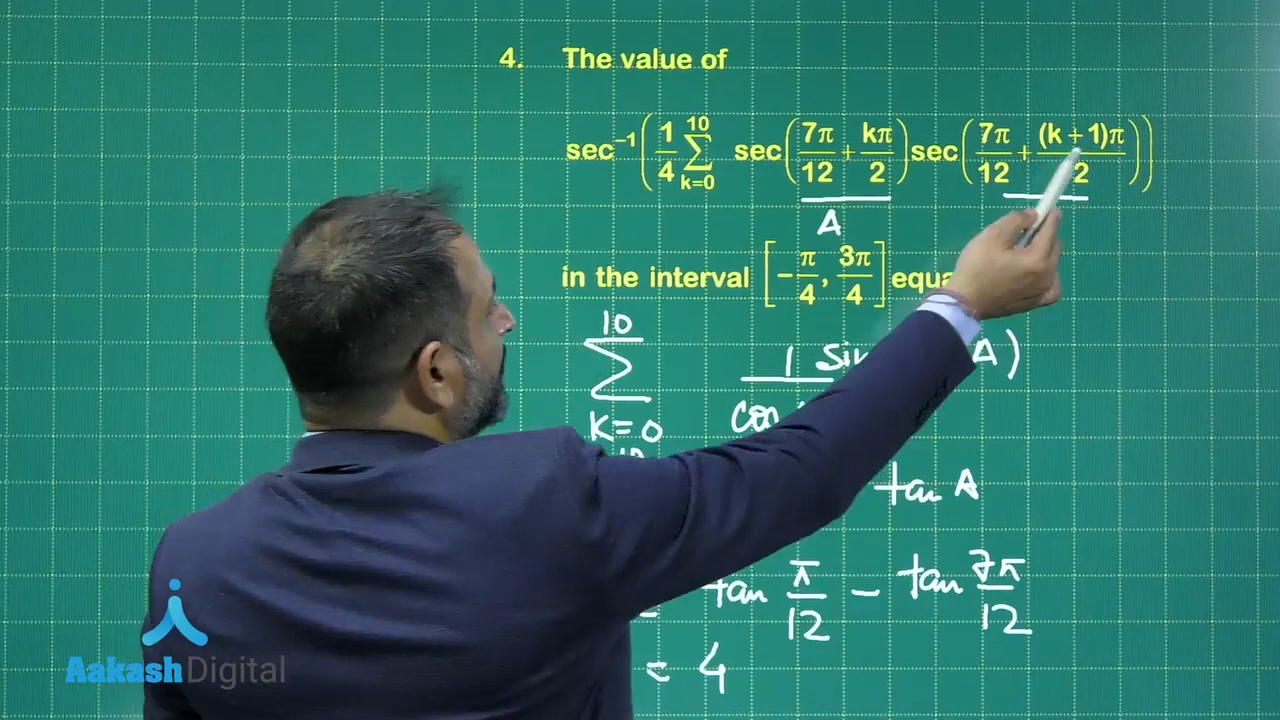 4. The value of
sec⁻¹(1/4 ∑_{k=0}^{10} sec(7π/12 + kπ/2) sec(7π/12 + (k + 1)π/2))
A
in the interval [-π/4, 3π/4]
10
∑ 1 A)
K=0
10
tan A
tan π/12 - tan 7π/12
= 4
Aakash Digital